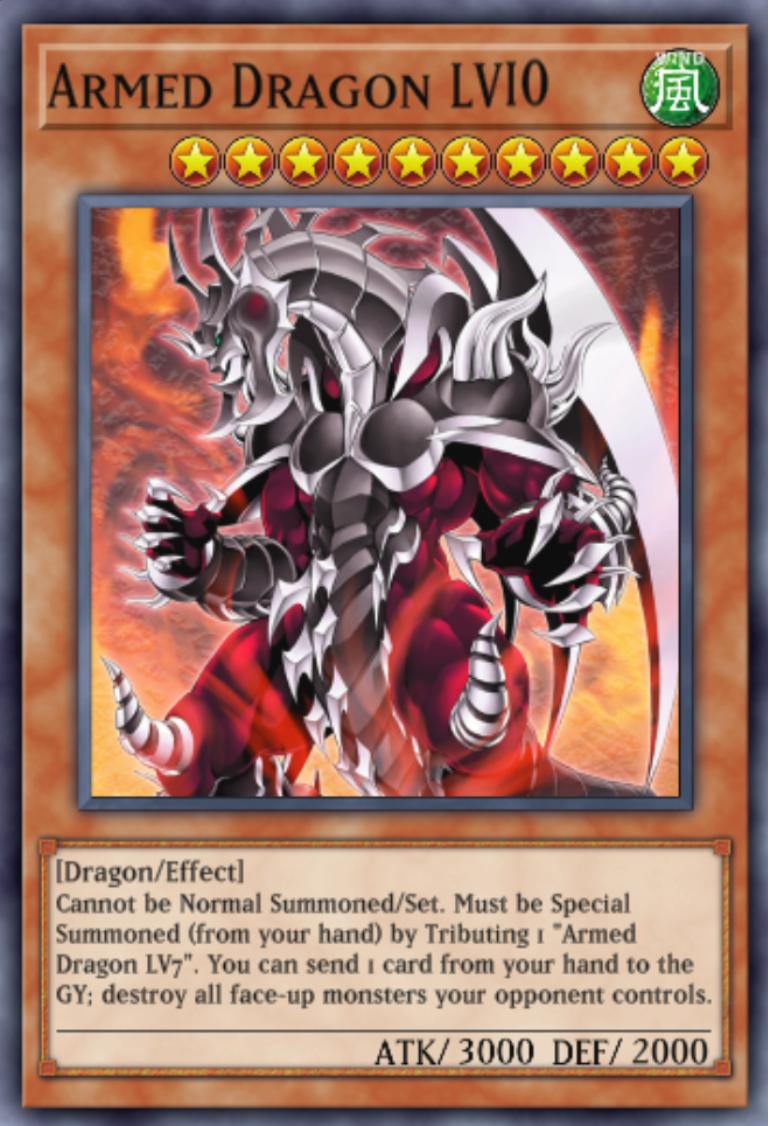 ARMED DRAGON LV10
WIND
風
[Dragon/Effect]
Cannot be Normal Summoned/Set. Must be Special
Summoned (from your hand) by Tributing 1 "Armed
Dragon LV7". You can send 1 card from your hand to the
GY; destroy all face-up monsters your opponent controls.
ATK/ 3000 DEF/ 2000